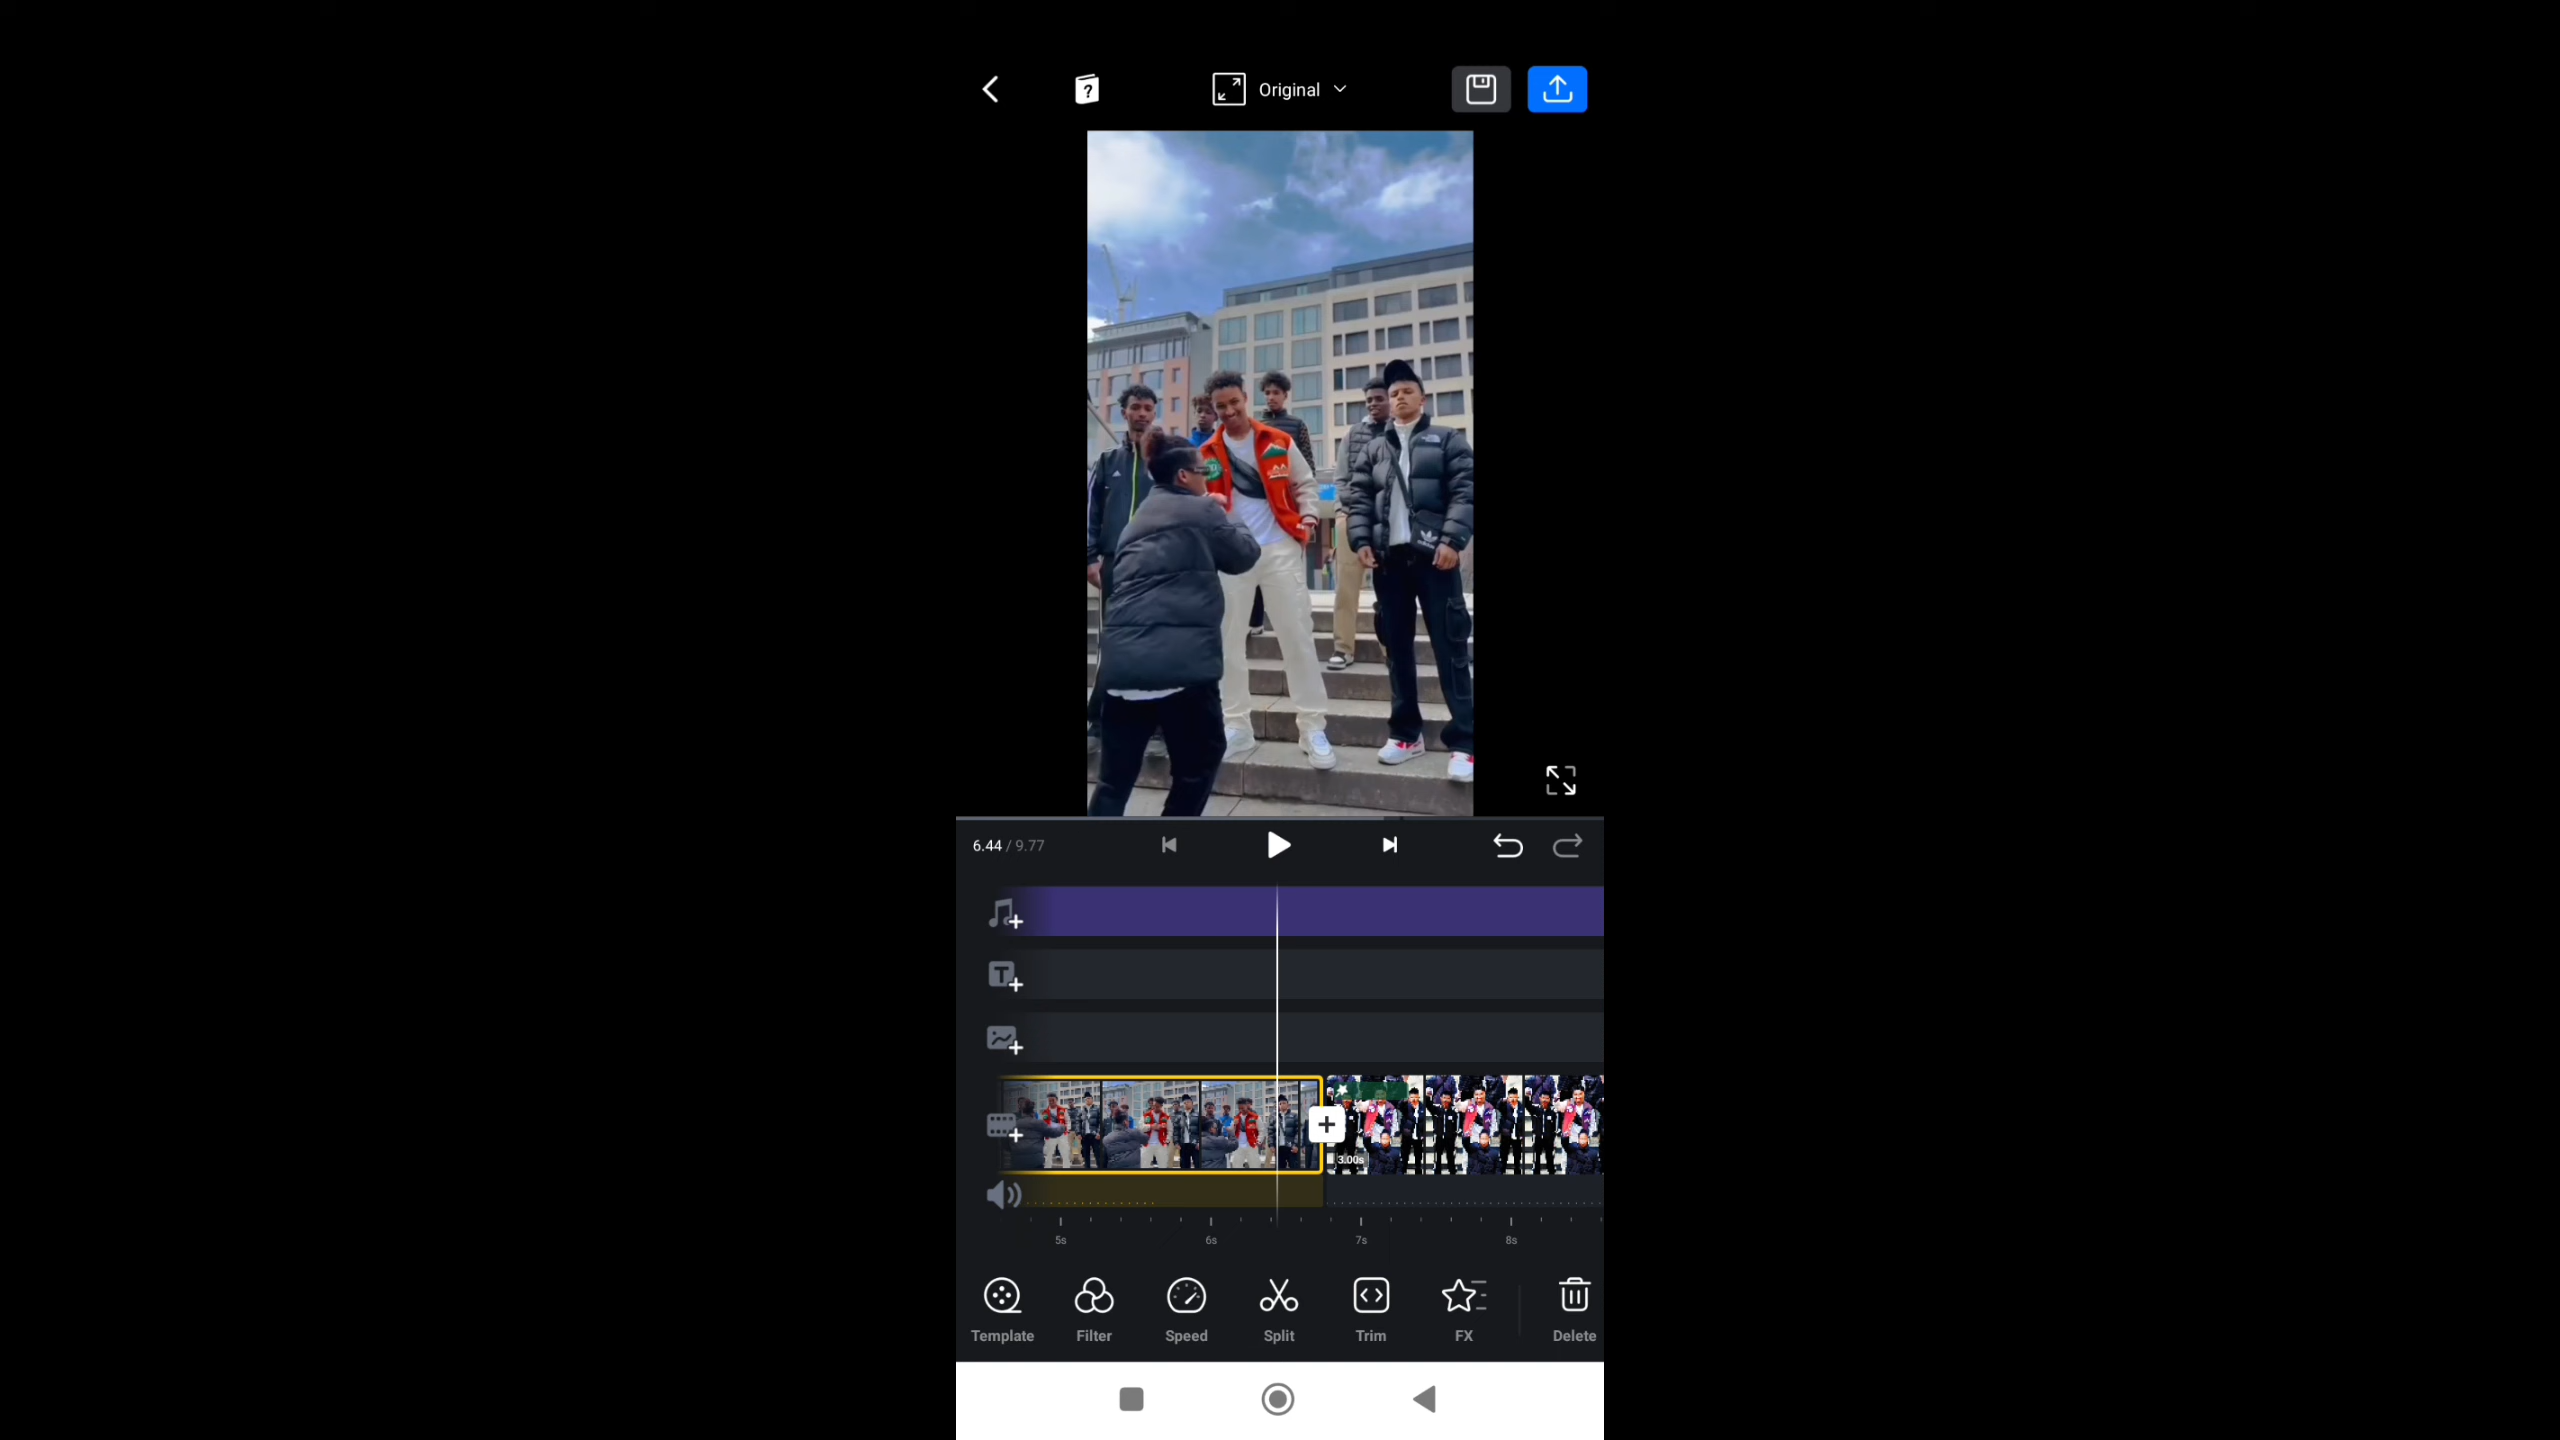 Original
6.44 / 9.77
3.00s
5s 6s 7s 8s
Template Filter Speed Split Trim FX Delete